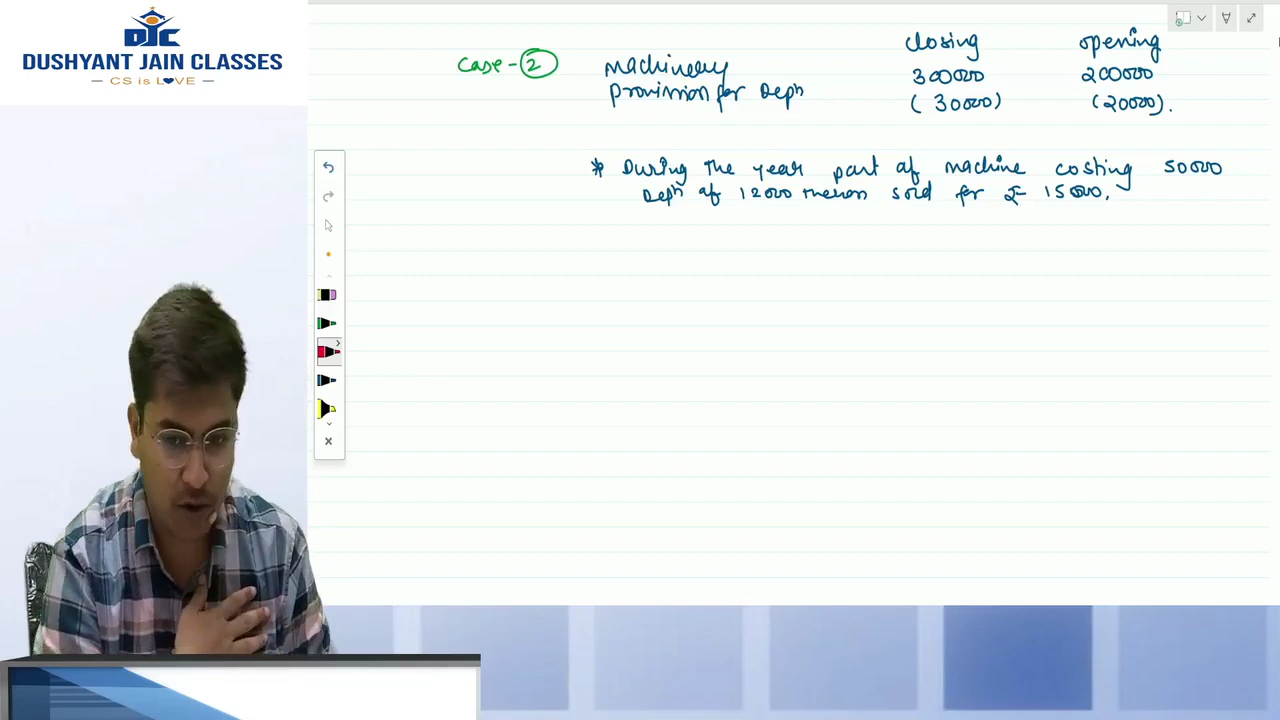 DJC
DUSHYANT JAIN CLASSES
CS is LOVE
closing opening
Case - 2 machinery 300000 200000
provision for Depn (30000) (20000).
* During the year part of machine costing 50000
Depn of 12000 thereon sold for ₹ 15000.